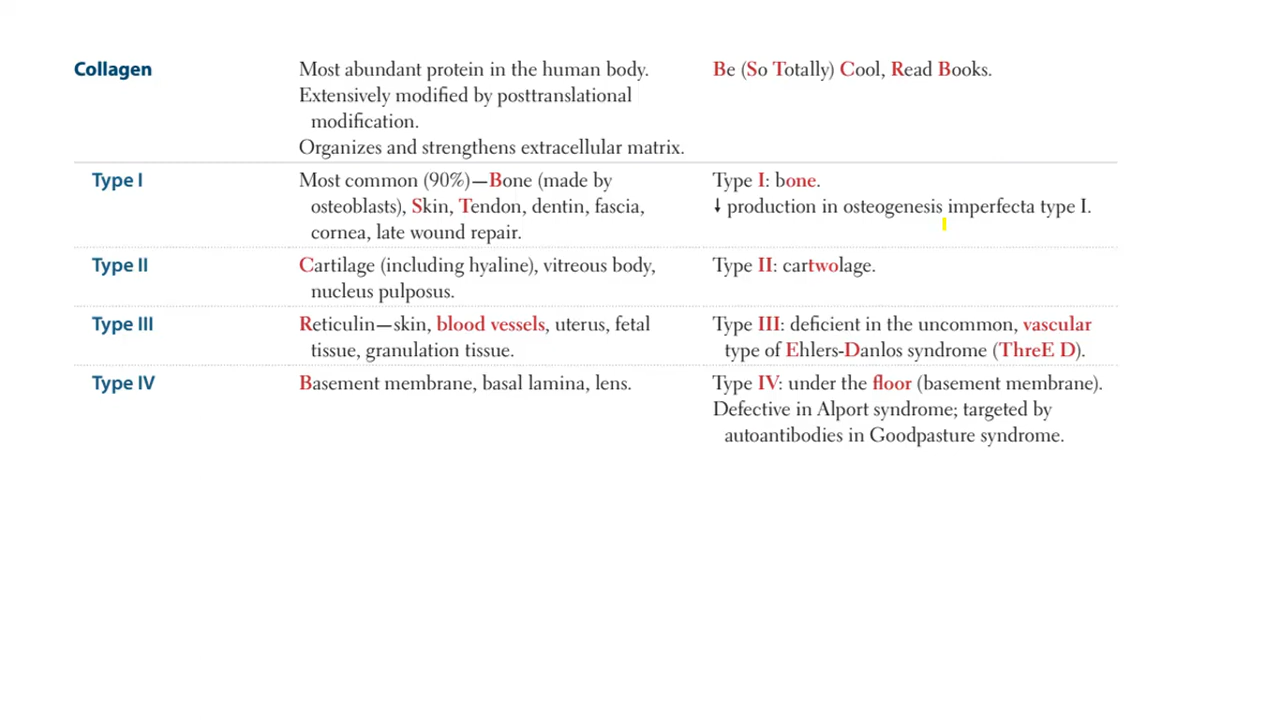 Collagen
Most abundant protein in the human body.
Extensively modified by posttranslational
modification.
Organizes and strengthens extracellular matrix.
Be (So Totally) Cool, Read Books.
Type I
Most common (90%)—Bone (made by
osteoblasts), Skin, Tendon, dentin, fascia,
cornea, late wound repair.
Type I: bone.
↓ production in osteogenesis imperfecta type I.
Type II
Cartilage (including hyaline), vitreous body,
nucleus pulposus.
Type II: cartwolage.
Type III
Reticulin—skin, blood vessels, uterus, fetal
tissue, granulation tissue.
Type III: deficient in the uncommon, vascular
type of Ehlers-Danlos syndrome (ThreE D).
Type IV
Basement membrane, basal lamina, lens.
Type IV: under the floor (basement membrane).
Defective in Alport syndrome; targeted by
autoantibodies in Goodpasture syndrome.